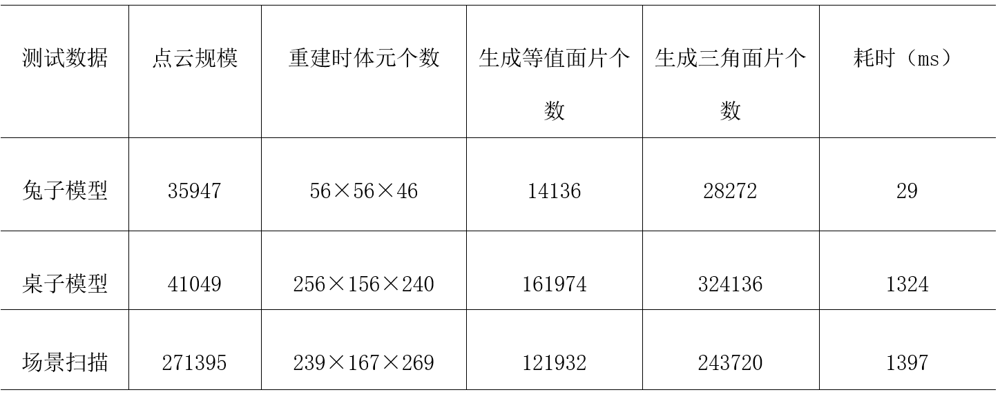 测试数据 点云规模 重建时体元个数 生成等值面片个数 生成三角面片个数 耗时（ms）
兔子模型 35947 56×56×46 14136 28272 29
桌子模型 41049 256×156×240 161974 324136 1324
场景扫描 271395 239×167×269 121932 243720 1397